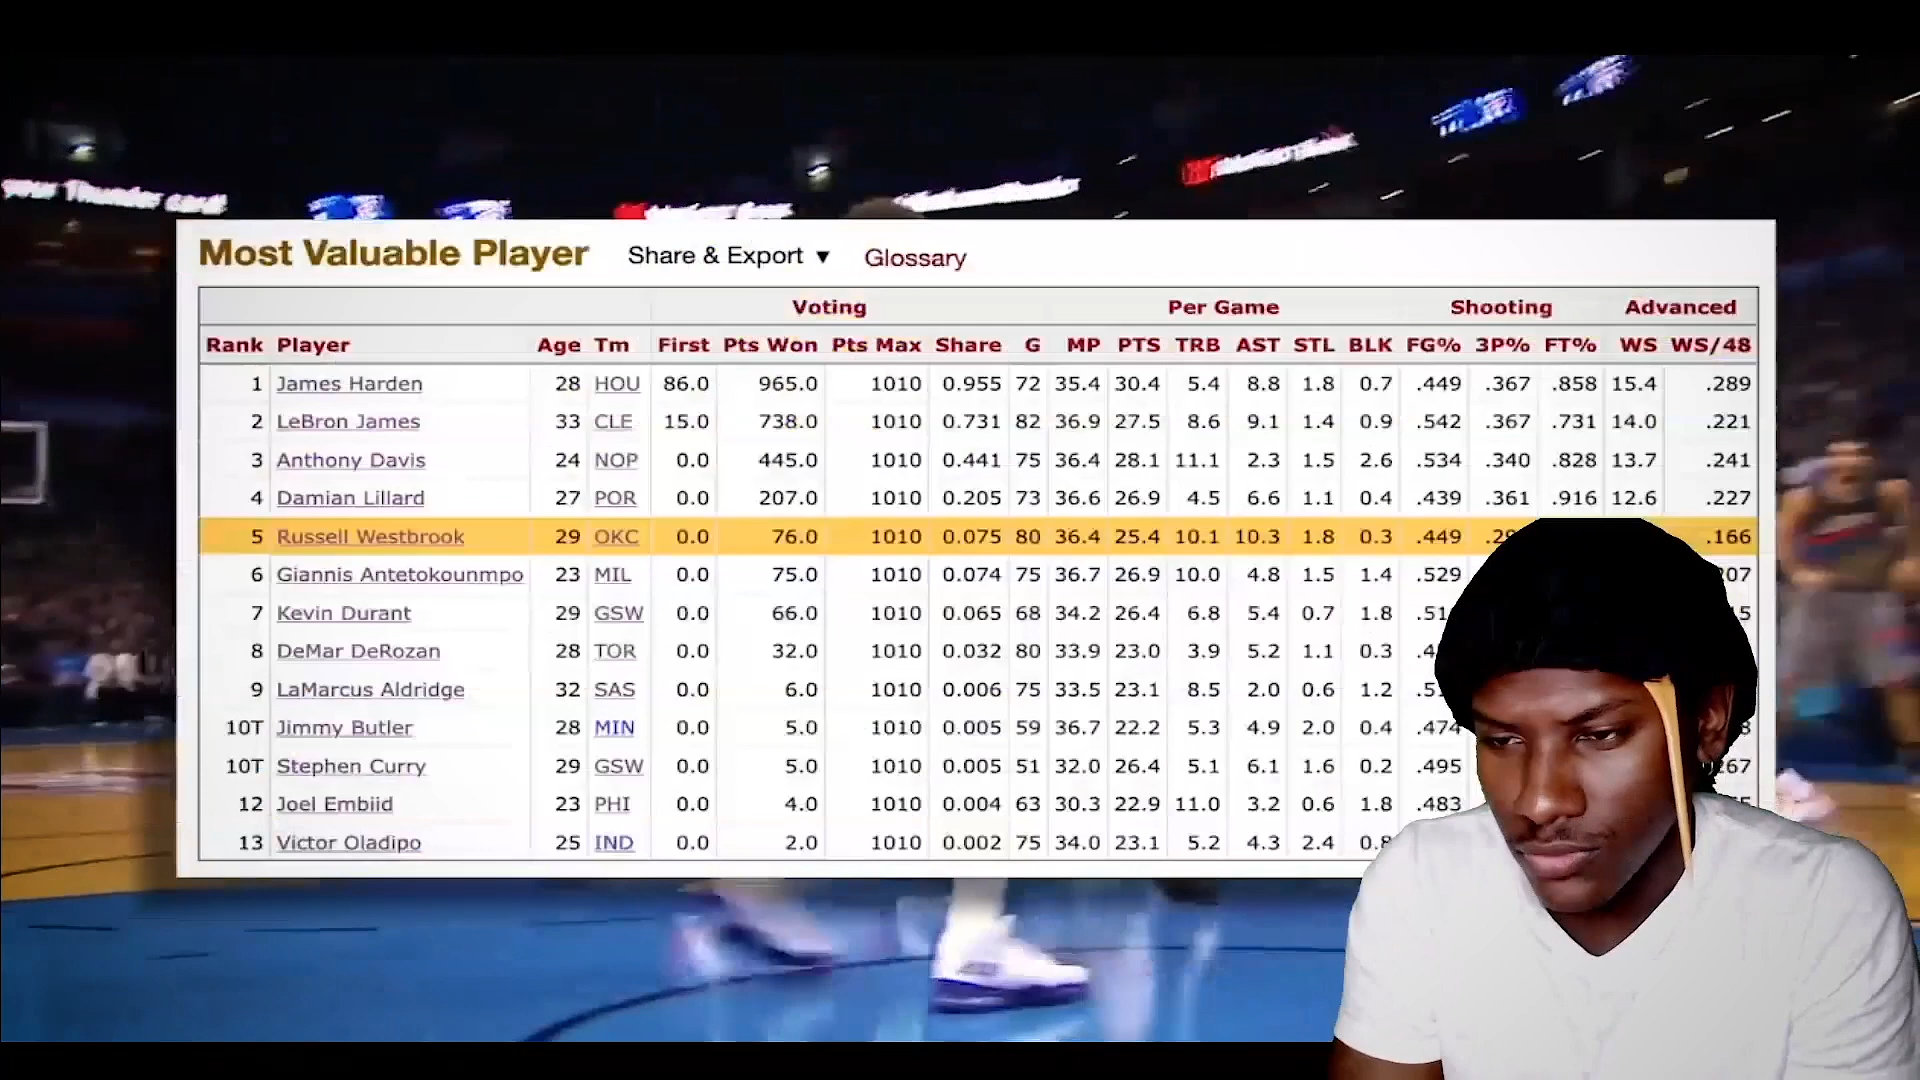 your Thunder card!
Most Valuable Player Share & Export ▼ Glossary
Voting Per Game Shooting Advanced
Rank Player Age Tm First Pts Won Pts Max Share G MP PTS TRB AST STL BLK FG% 3P% FT% WS WS/48
1 James Harden 28 HOU 86.0 965.0 1010 0.955 72 35.4 30.4 5.4 8.8 1.8 0.7 .449 .367 .858 15.4 .289
2 LeBron James 33 CLE 15.0 738.0 1010 0.731 82 36.9 27.5 8.6 9.1 1.4 0.9 .542 .367 .731 14.0 .221
3 Anthony Davis 24 NOP 0.0 445.0 1010 0.441 75 36.4 28.1 11.1 2.3 1.5 2.6 .534 .340 .828 13.7 .241
4 Damian Lillard 27 POR 0.0 207.0 1010 0.205 73 36.6 26.9 4.5 6.6 1.1 0.4 .439 .361 .916 12.6 .227
5 Russell Westbrook 29 OKC 0.0 76.0 1010 0.075 80 36.4 25.4 10.1 10.3 1.8 0.3 .449 .166
6 Giannis Antetokounmpo 23 MIL 0.0 75.0 1010 0.074 75 36.7 26.9 10.0 4.8 1.5 1.4 .529
7 Kevin Durant 29 GSW 0.0 66.0 1010 0.065 68 34.2 26.4 6.8 5.4 0.7 1.8
8 DeMar DeRozan 28 TOR 0.0 32.0 1010 0.032 80 33.9 23.0 3.9 5.2 1.1 0.3
9 LaMarcus Aldridge 32 SAS 0.0 6.0 1010 0.006 75 33.5 23.1 8.5 2.0 0.6 1.2
10T Jimmy Butler 28 MIN 0.0 5.0 1010 0.005 59 36.7 22.2 5.3 4.9 2.0 0.4 .474
10T Stephen Curry 29 GSW 0.0 5.0 1010 0.005 51 32.0 26.4 5.1 6.1 1.6 0.2 .495
12 Joel Embiid 23 PHI 0.0 4.0 1010 0.004 63 30.3 22.9 11.0 3.2 0.6 1.8 .483
13 Victor Oladipo 25 IND 0.0 2.0 1010 0.002 75 34.0 23.1 5.2 4.3 2.4 0.8